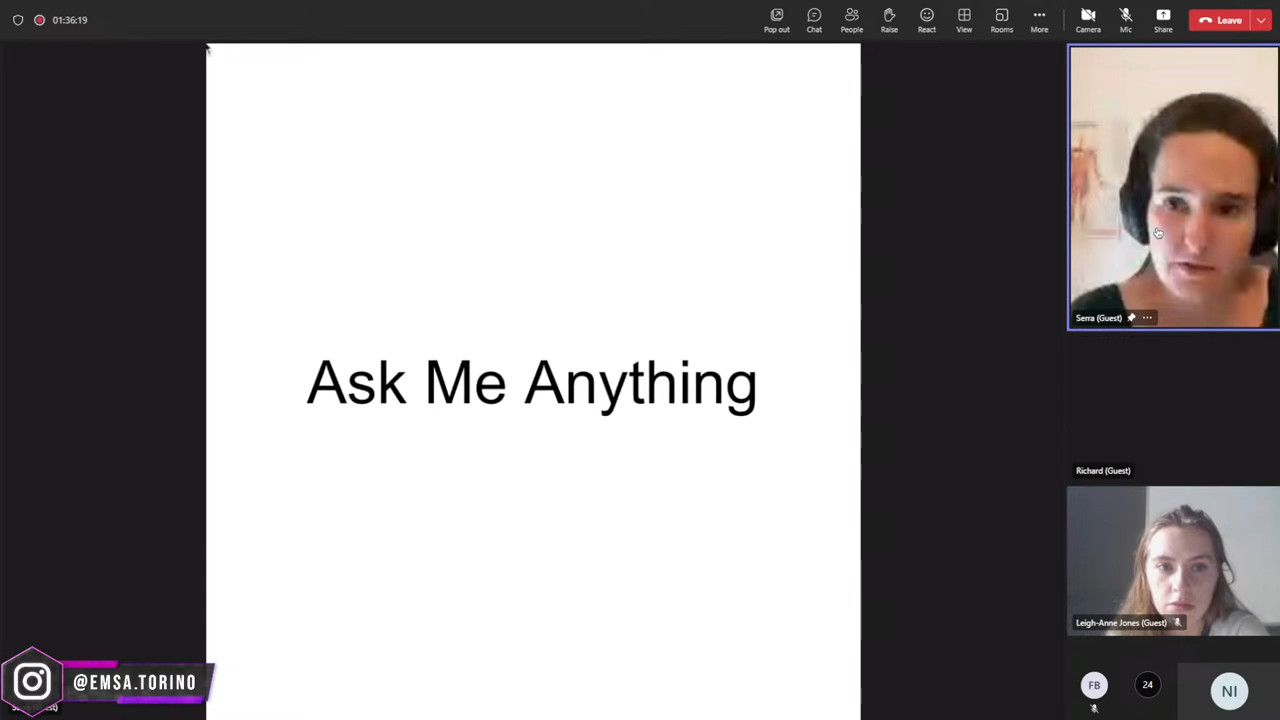 01:36:19
Pop out
Chat
People
Raise
React
View
Rooms
More
Camera
Mic
Share
Leave
Ask Me Anything
Serra (Guest)
Richard (Guest)
Leigh-Anne Jones (Guest)
FB
24
NI
@EMSA.TORINO